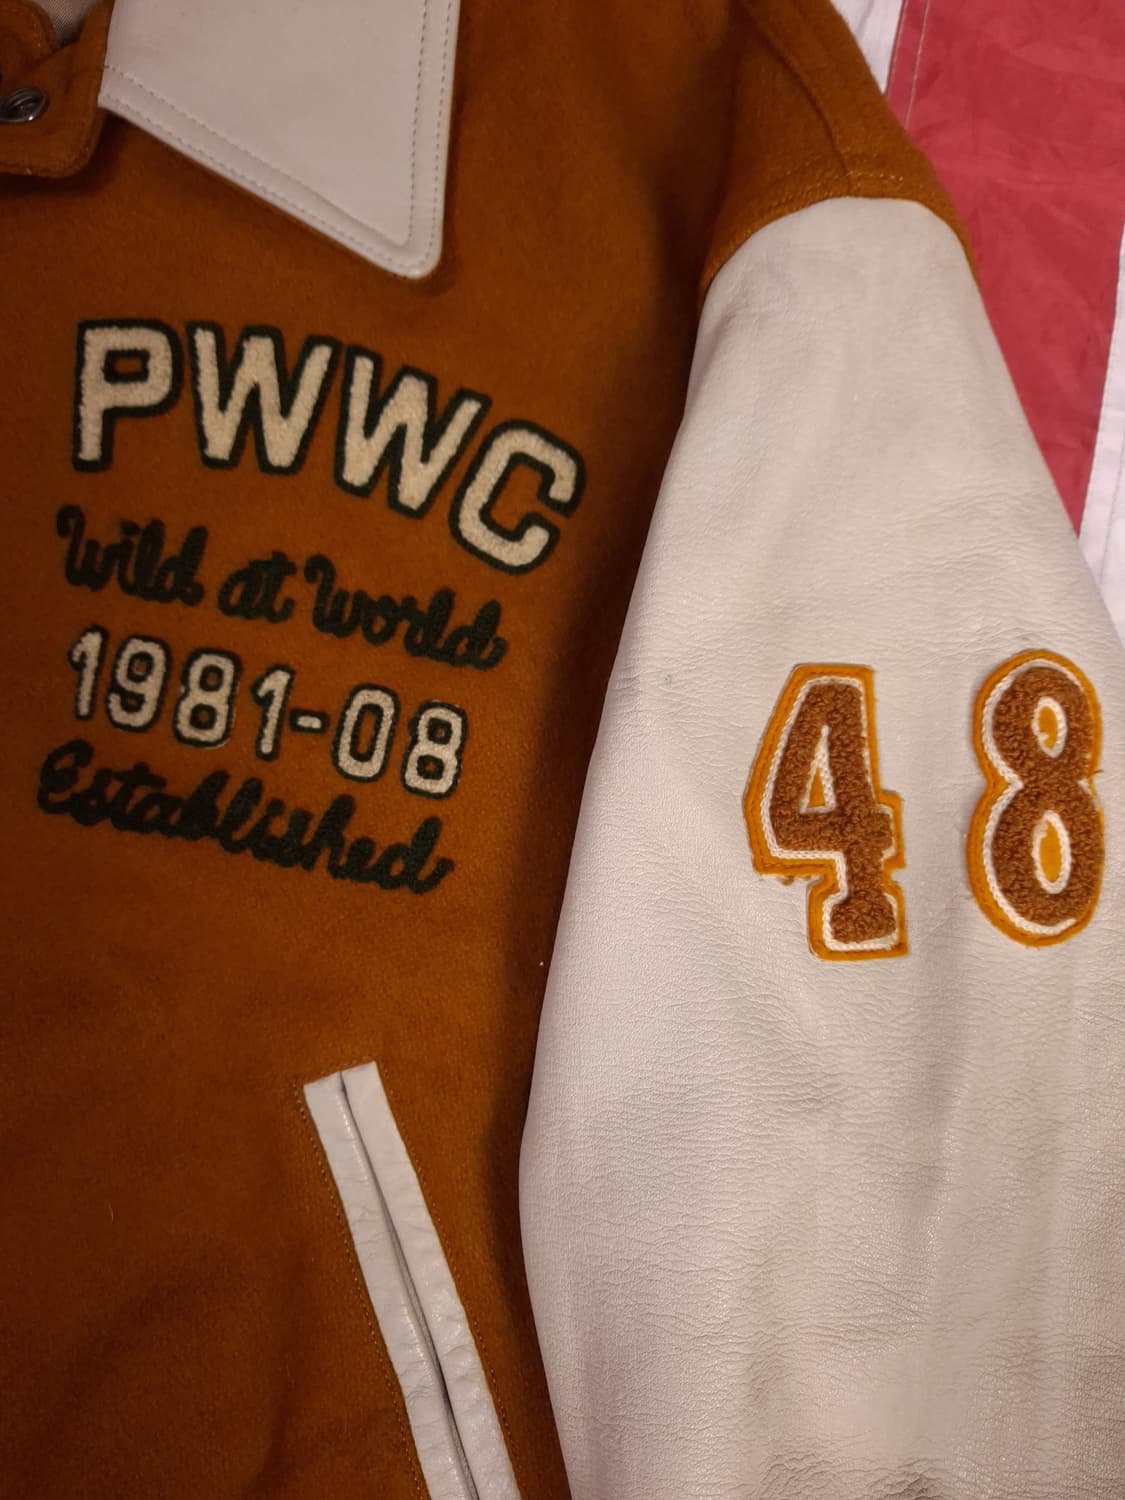 PWWC
Wild at World
1981-08
Established
48